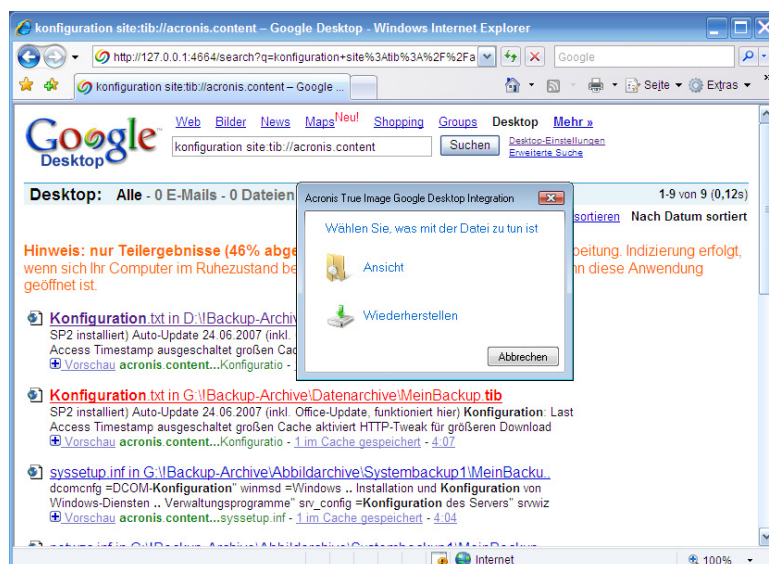 konfiguration site:tib://acronis.content – Google Desktop - Windows Internet Explorer
http://127.0.0.1:4664/search?q=konfiguration+site%3Atib%3A%2F%2Fa
Google
konfiguration site:tib://acronis.content – Google ...
Seite
Extras
Google Desktop
Web Bilder News Maps Neu! Shopping Groups Desktop Mehr »
konfiguration site:tib://acronis.content
Suchen
Desktop-Einstellungen
Erweiterte Suche
Desktop: Alle - 0 E-Mails - 0 Dateien
1-9 von 9 (0,12s)
sortieren Nach Datum sortiert
Acronis True Image Google Desktop Integration
Wählen Sie, was mit der Datei zu tun ist
Ansicht
Wiederherstellen
Abbrechen
Hinweis: nur Teilergebnisse (46% abge
beitung. Indizierung erfolgt,
wenn sich Ihr Computer im Ruhezustand be
nn diese Anwendung
geöffnet ist.
Konfiguration.txt in D:\!Backup-Archiv
SP2 installiert) Auto-Update 24.06.2007 (inkl.
Access Timestamp ausgeschaltet großen Cac
Vorschau acronis.content...Konfiguratio -
Konfiguration.txt in G:\!Backup-Archive\Datenarchive\MeinBackup.tib
SP2 installiert) Auto-Update 24.06.2007 (inkl. Office-Update, funktioniert hier) Konfiguration: Last
Access Timestamp ausgeschaltet großen Cache aktiviert HTTP-Tweak für größeren Download
Vorschau acronis.content...Konfiguratio - 1 im Cache gespeichert - 4:07
syssetup.inf in G:\!Backup-Archive\Abbildarchive\Systembackup1\MeinBacku..
dcomcnfg =DCOM-Konfiguration" winmsd =Windows .. Installation und Konfiguration von
Windows-Diensten .. Verwaltungsprogramme" srv_config =Konfiguration des Servers" srvwiz
Vorschau acronis.content...syssetup.inf - 1 im Cache gespeichert - 4:04
Internet
100%